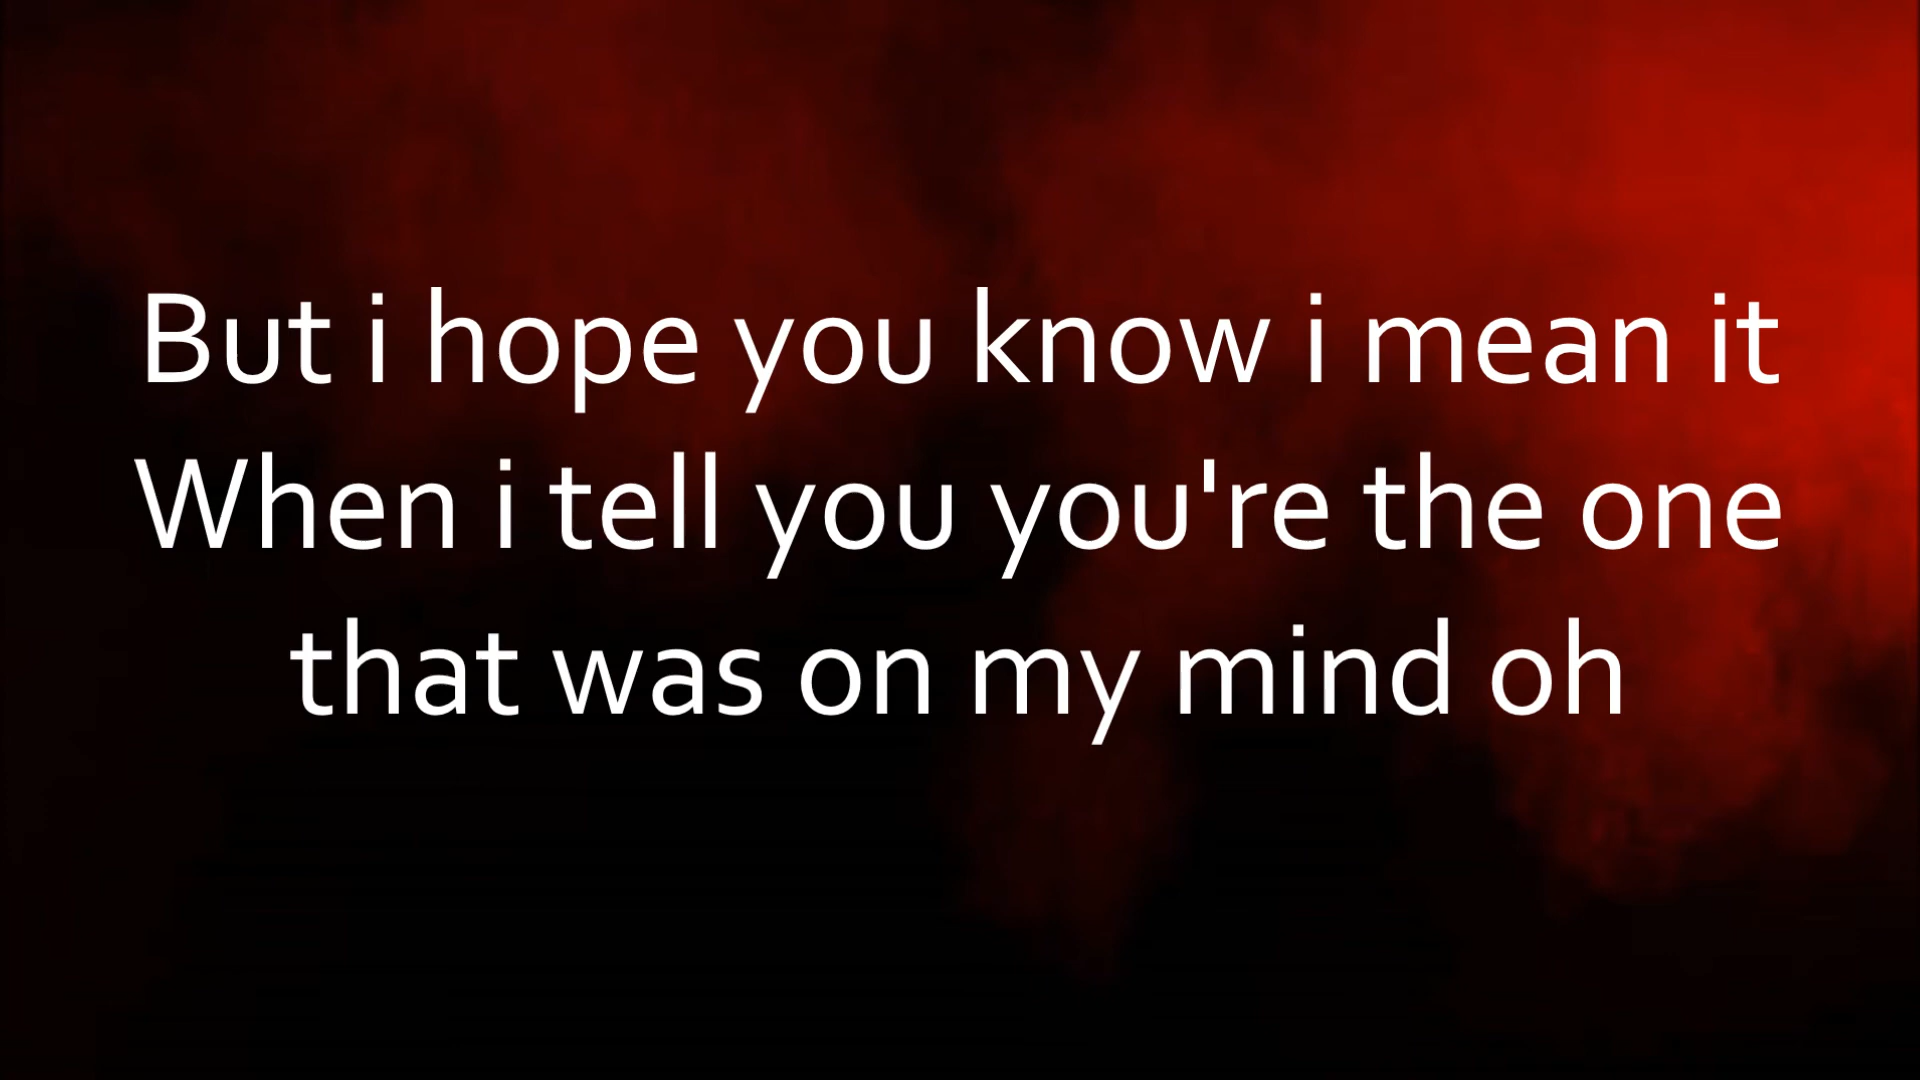 But i hope you know i mean it
When i tell you you're the one
that was on my mind oh